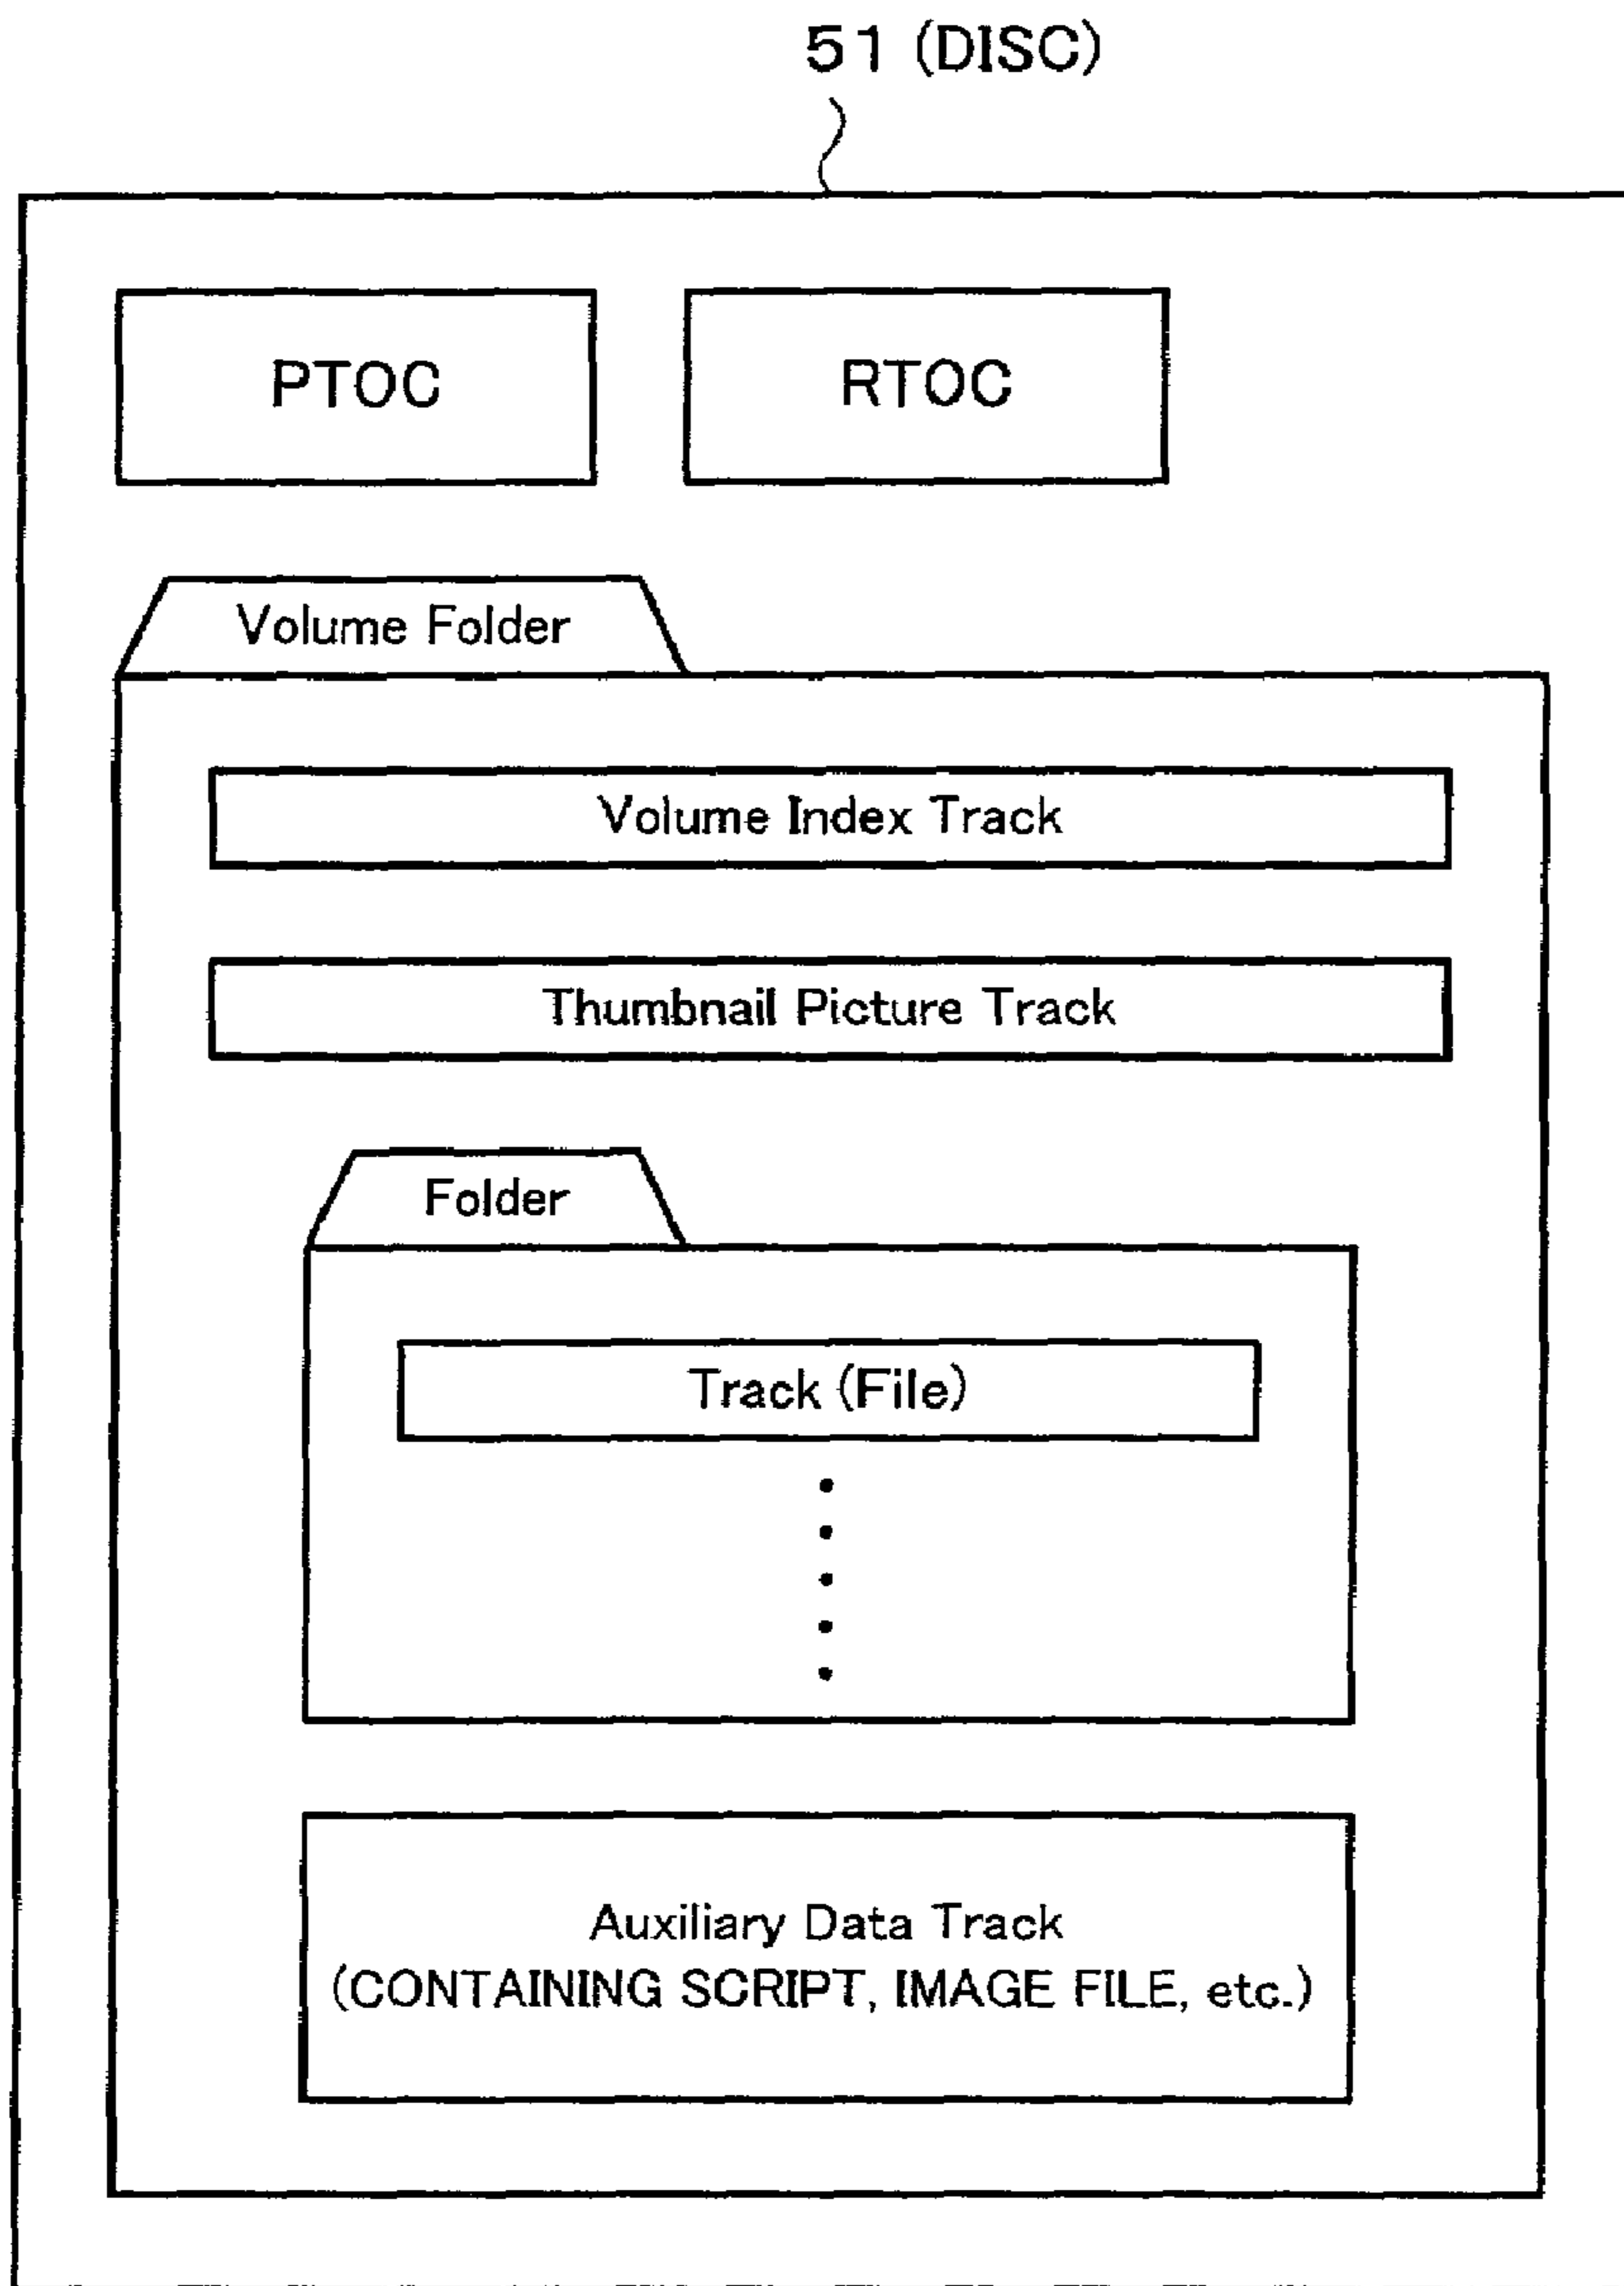 51 (DISC)
PTOC
RTOC
Volume Folder
Volume Index Track
Thumbnail Picture Track
Folder
Track (File)
Auxiliary Data Track
(CONTAINING SCRIPT, IMAGE FILE, etc.)